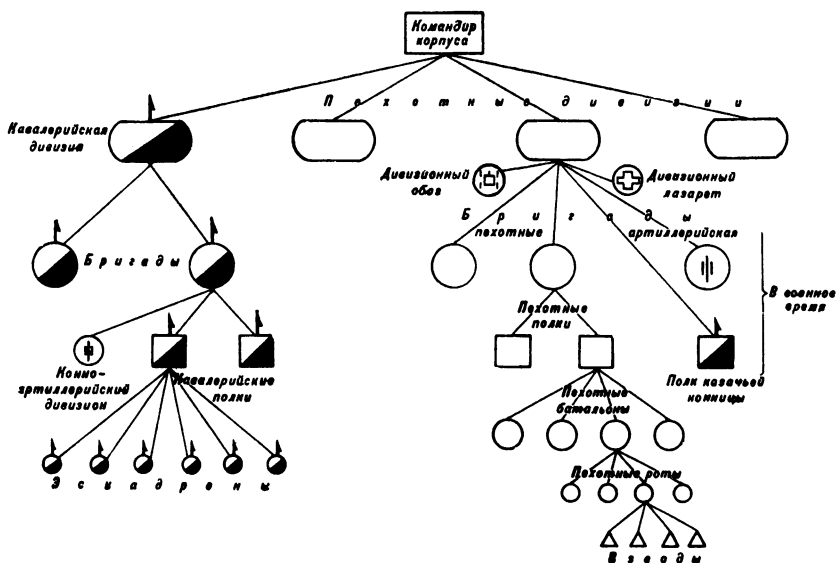 Командир
корпуса
Пехотные дивизии
Кавалерийская
дивизия
Дивизионный
обоз
Дивизионный
лазарет
Бригады
пехотные
артиллерийская
Бригады
В военное
время
Пехотные
полки
Конно-
артиллерийский
дивизион
Кавалерийские
полки
Полк казачьей
конницы
Пехотные
батальоны
Эскадроны
Пехотные роты
Взводы